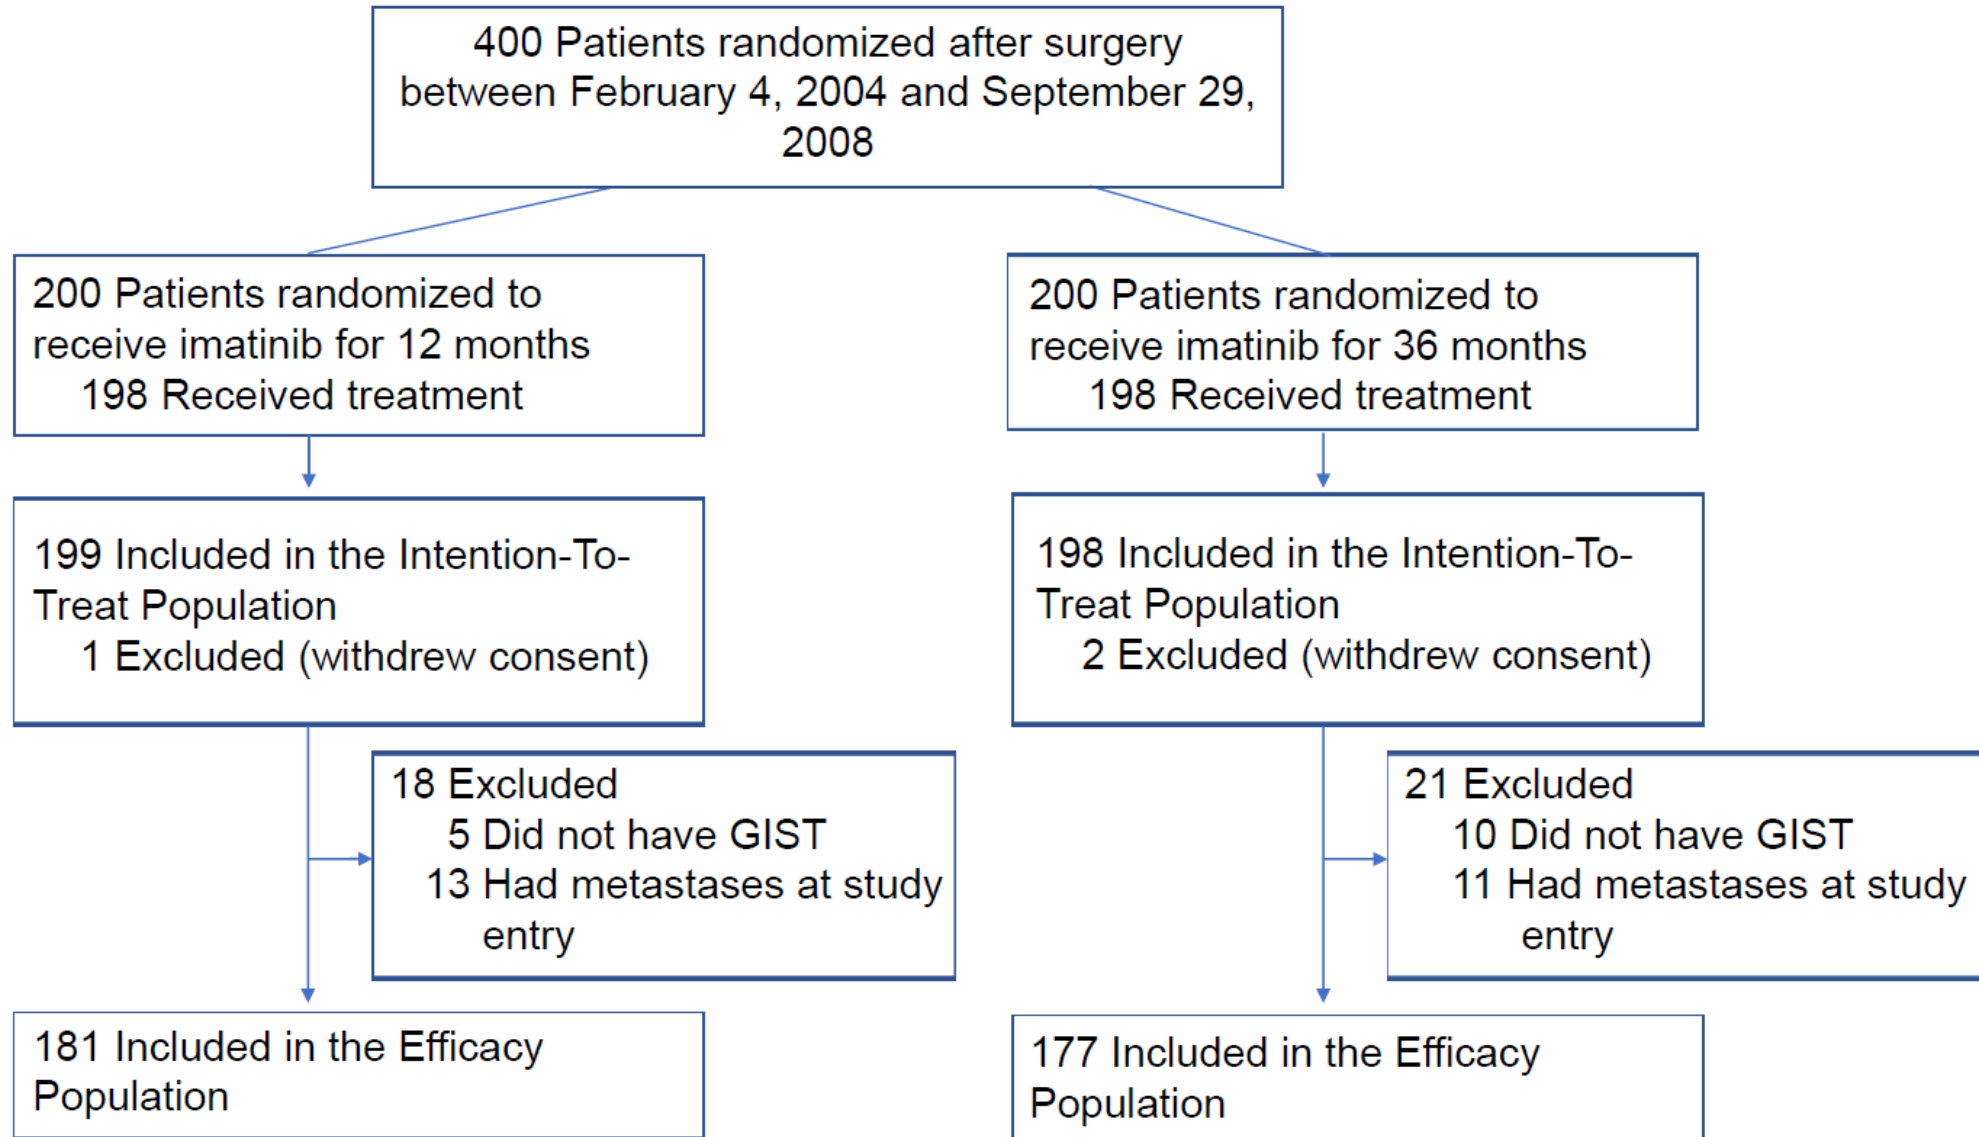 400 Patients randomized after surgery
between February 4, 2004 and September 29,
2008
200 Patients randomized to
receive imatinib for 12 months
198 Received treatment
200 Patients randomized to
receive imatinib for 36 months
198 Received treatment
199 Included in the Intention-To-
Treat Population
1 Excluded (withdrew consent)
198 Included in the Intention-To-
Treat Population
2 Excluded (withdrew consent)
18 Excluded
5 Did not have GIST
13 Had metastases at study
entry
21 Excluded
10 Did not have GIST
11 Had metastases at study
entry
181 Included in the Efficacy
Population
177 Included in the Efficacy
Population